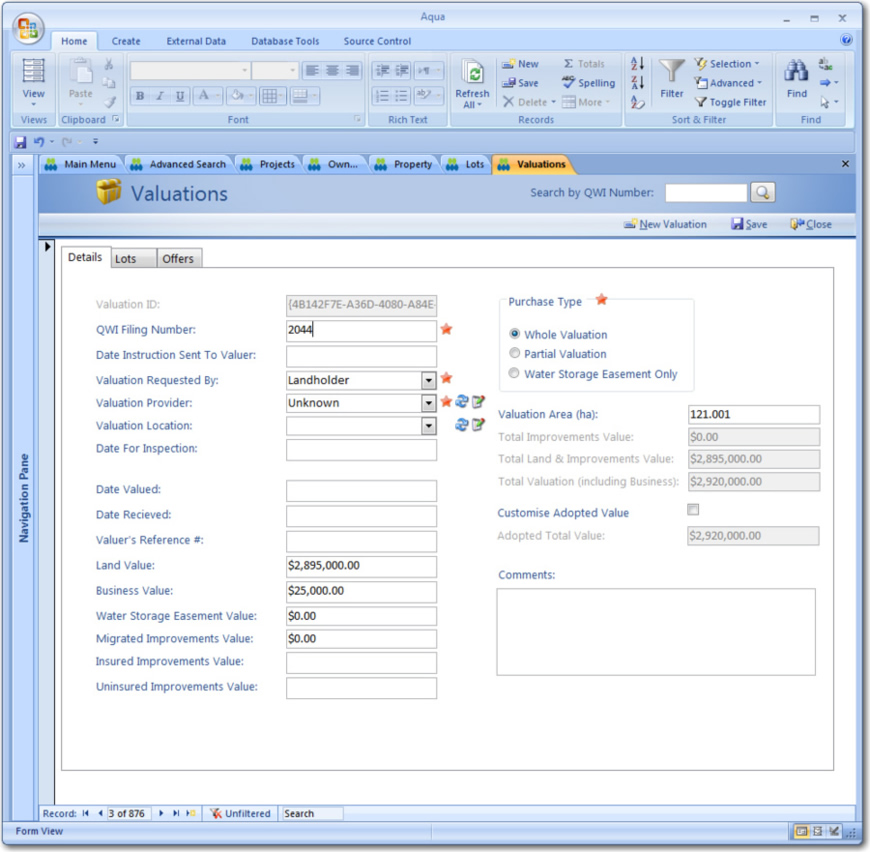 Aqua
Home Create External Data Database Tools Source Control
View Paste B I U Refresh All New Save Delete Σ Totals Spelling More Filter Selection Advanced Toggle Filter Find
Views Clipboard Font Rich Text Records Sort & Filter Find
Main Menu Advanced Search Projects Own... Property Lots Valuations
Valuations Search by QWI Number:
New Valuation Save Close
Details Lots Offers
Valuation ID: {4B142F7E-A36D-4080-A84E
QWI Filing Number: 2044
Date Instruction Sent To Valuer:
Valuation Requested By: Landholder
Valuation Provider: Unknown
Valuation Location:
Date For Inspection:
Date Valued:
Date Recieved:
Valuer's Reference #:
Land Value: $2,895,000.00
Business Value: $25,000.00
Water Storage Easement Value: $0.00
Migrated Improvements Value: $0.00
Insured Improvements Value:
Uninsured Improvements Value:
Purchase Type
Whole Valuation
Partial Valuation
Water Storage Easement Only
Valuation Area (ha): 121.001
Total Improvements Value: $0.00
Total Land & Improvements Value: $2,895,000.00
Total Valuation (including Business): $2,920,000.00
Customise Adopted Value
Adopted Total Value: $2,920,000.00
Comments:
Navigation Pane
Record: 3 of 876 Unfiltered Search
Form View